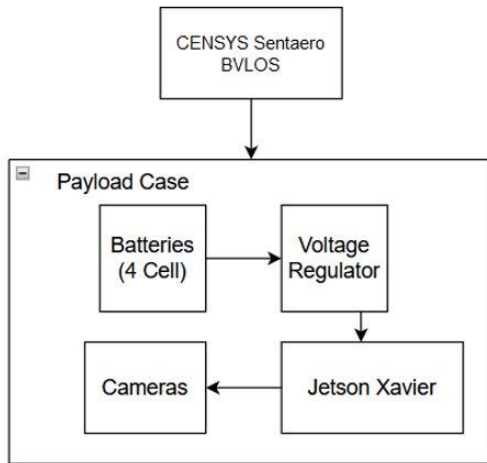 CENSYS Sentaero
BVLOS
Payload Case
Batteries
(4 Cell)
Voltage
Regulator
Cameras
Jetson Xavier